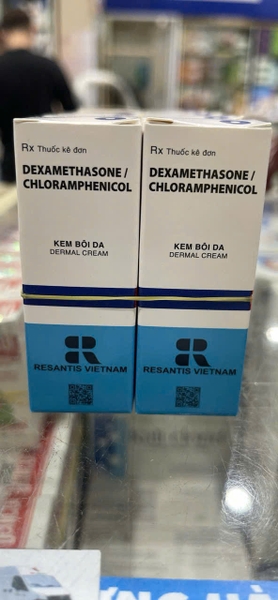 Rx Thuốc kê đơn
DEXAMETHASONE /
CHLORAMPHENICOL
KEM BÔI DA
DERMAL CREAM
RESANTIS VIETNAM
Rx Thuốc kê đơn
DEXAMETHASONE /
CHLORAMPHENICOL
KEM BÔI DA
DERMAL CREAM
RESANTIS VIETNAM